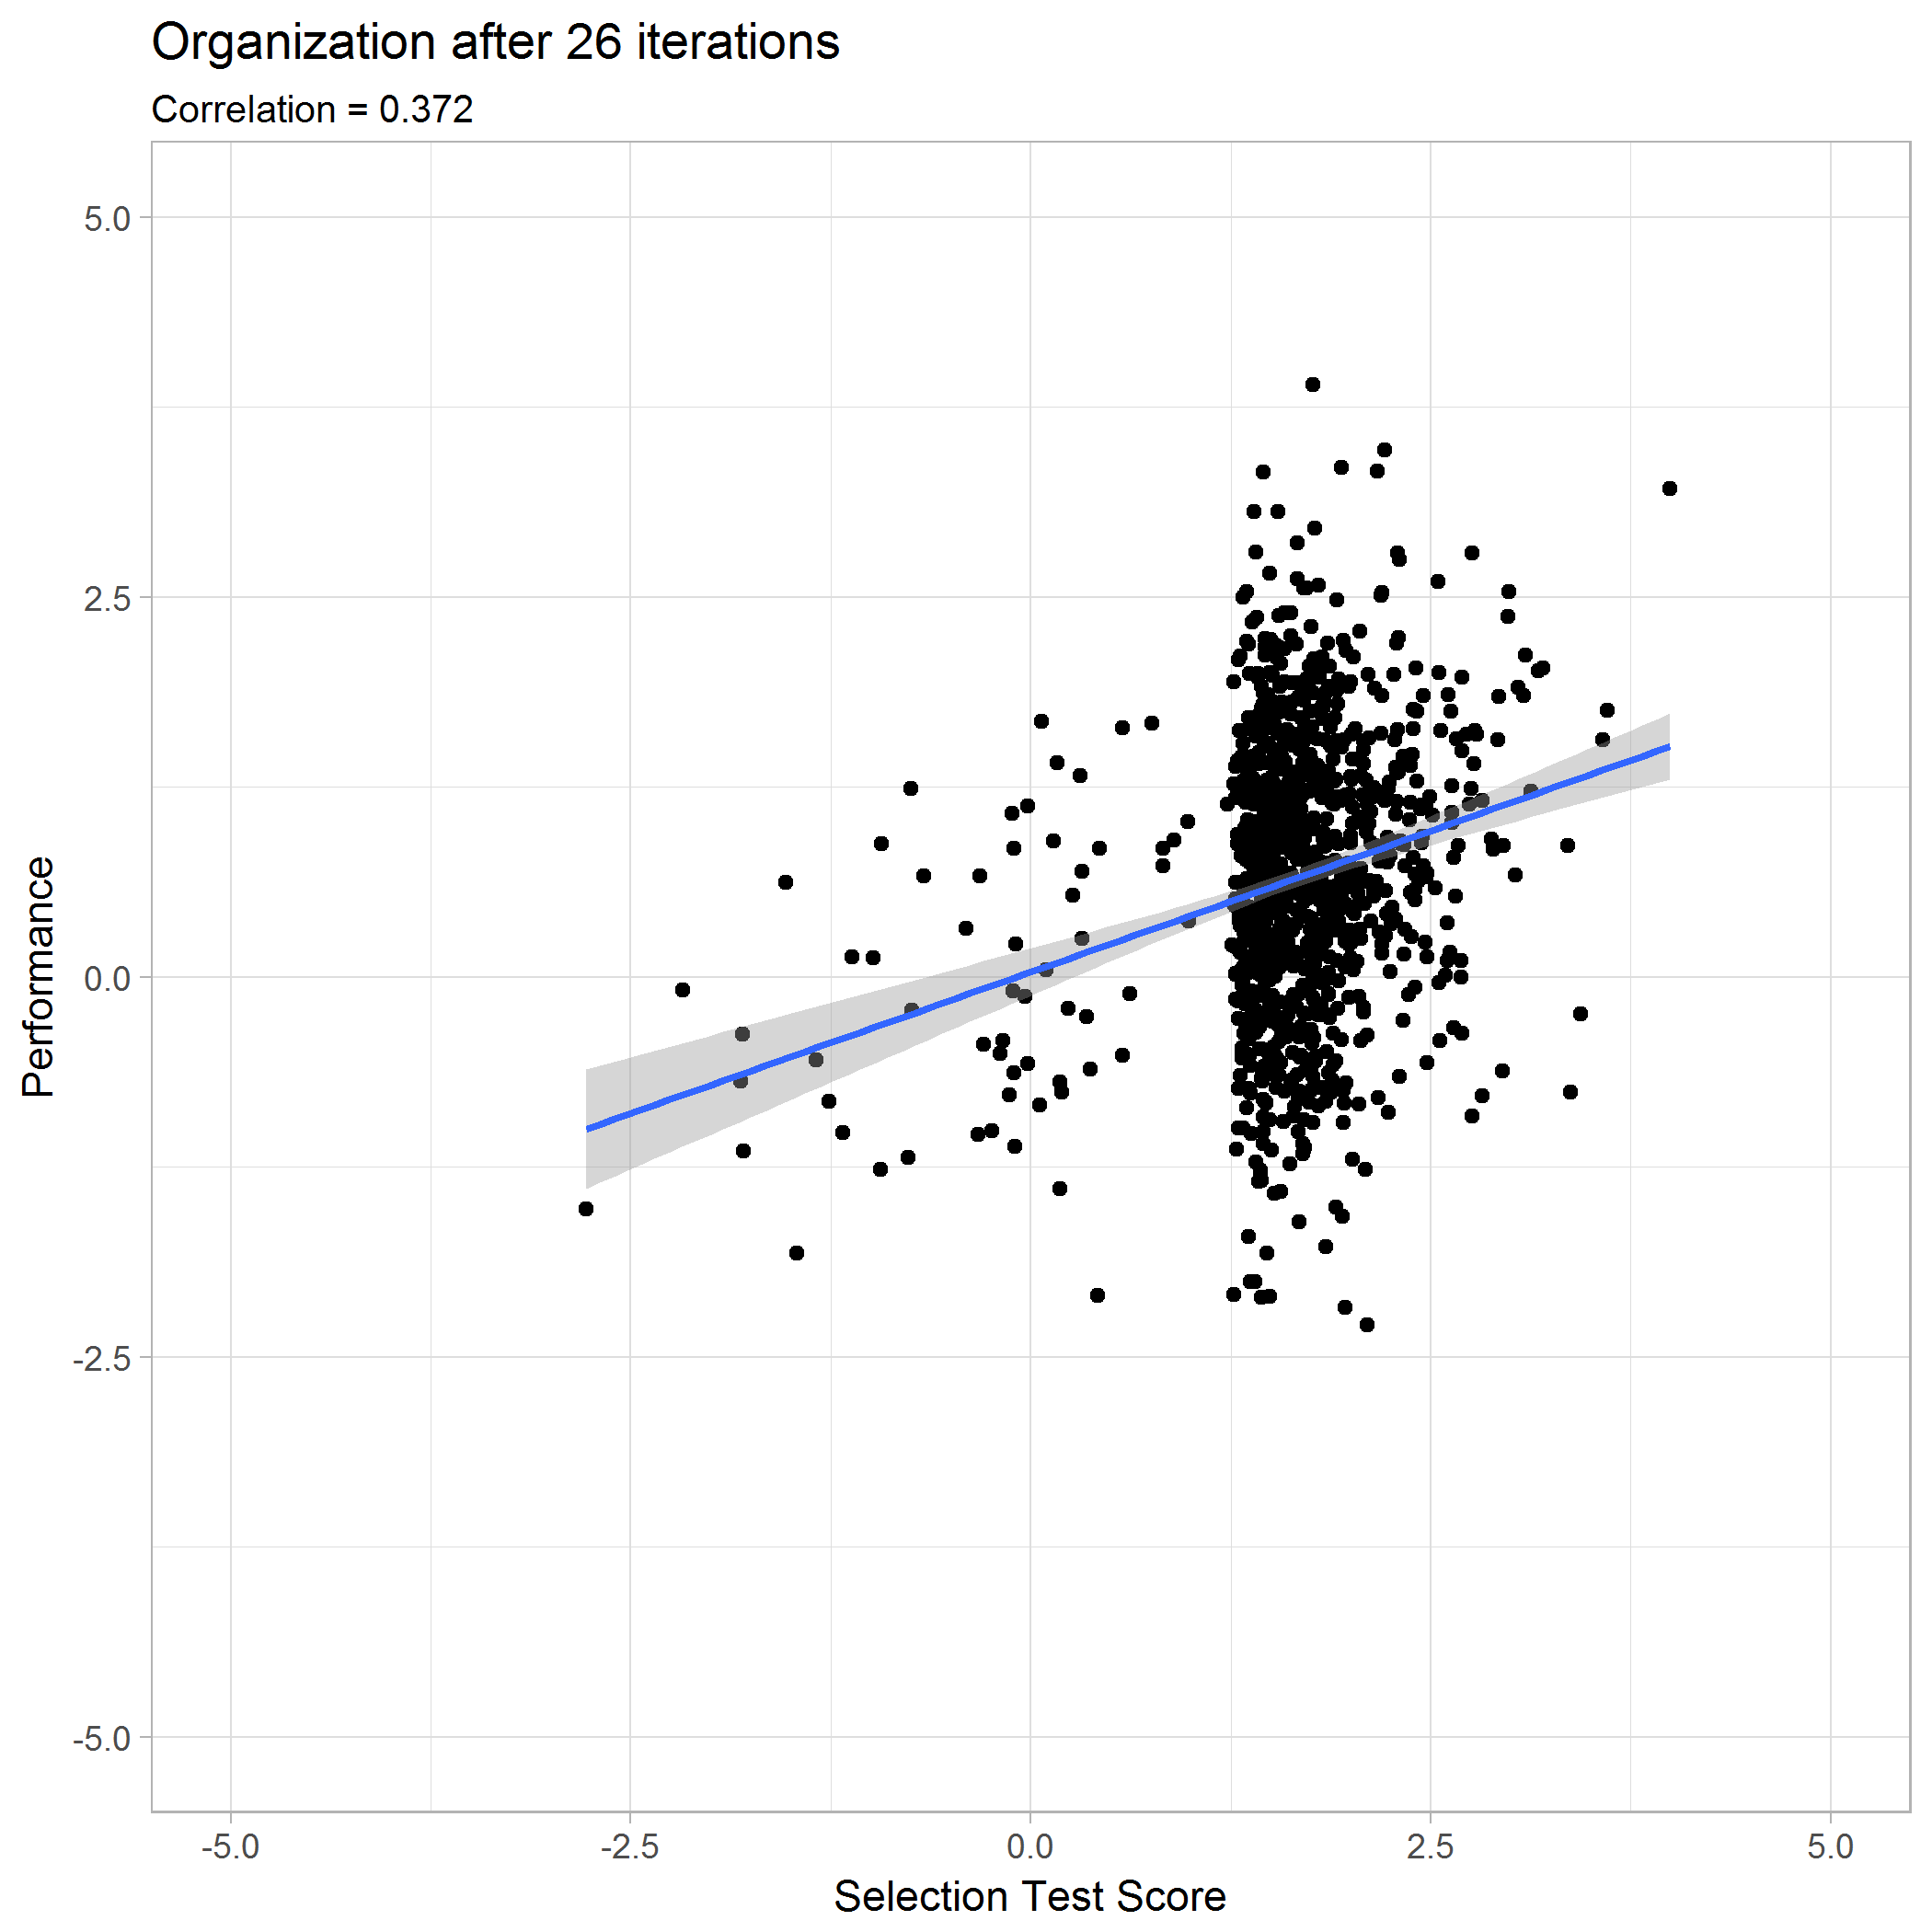 Organization after 26 iterations
Correlation = 0.372
5.0
2.5
0.0
-2.5
-5.0
Performance
-5.0
-2.5
0.0
2.5
5.0
Selection Test Score